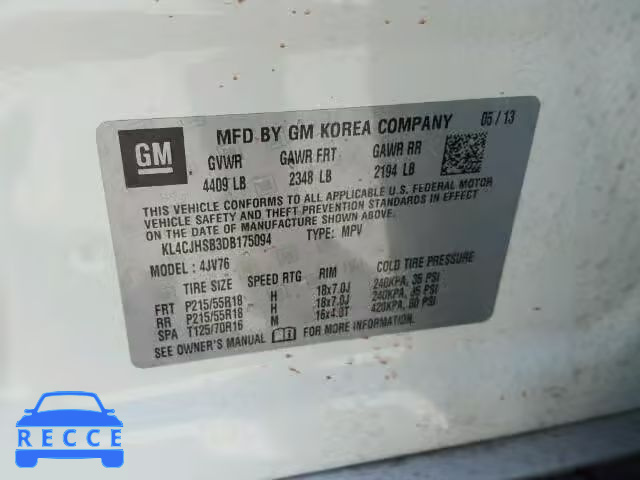 GM
MFD BY GM KOREA COMPANY 05 / 13
GVWR GAWR FRT GAWR RR
4409 LB 2348 LB 2194 LB
THIS VEHICLE CONFORMS TO ALL APPLICABLE U.S. FEDERAL MOTOR
VEHICLE SAFETY AND THEFT PREVENTION STANDARDS IN EFFECT ON
THE DATE OF MANUFACTURE SHOWN ABOVE.
KL4CJHSB3DB175094 TYPE: MPV
MODEL: 4JV76
TIRE SIZE SPEED RTG RIM COLD TIRE PRESSURE
FRT P215/55R18 – H 18x7.0J 240KPA, 35 PSI
RR P215/55R18 – H 18x7.0J 240KPA, 35 PSI
SPA T125/70R16 M 16x4.0T 420KPA, 60 PSI
SEE OWNER'S MANUAL FOR MORE INFORMATION.
RECCE